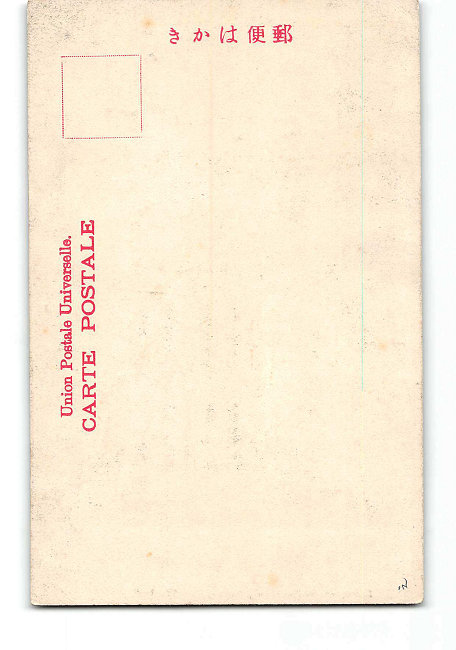 郵便はかき
Union Postale Universelle.
CARTE POSTALE